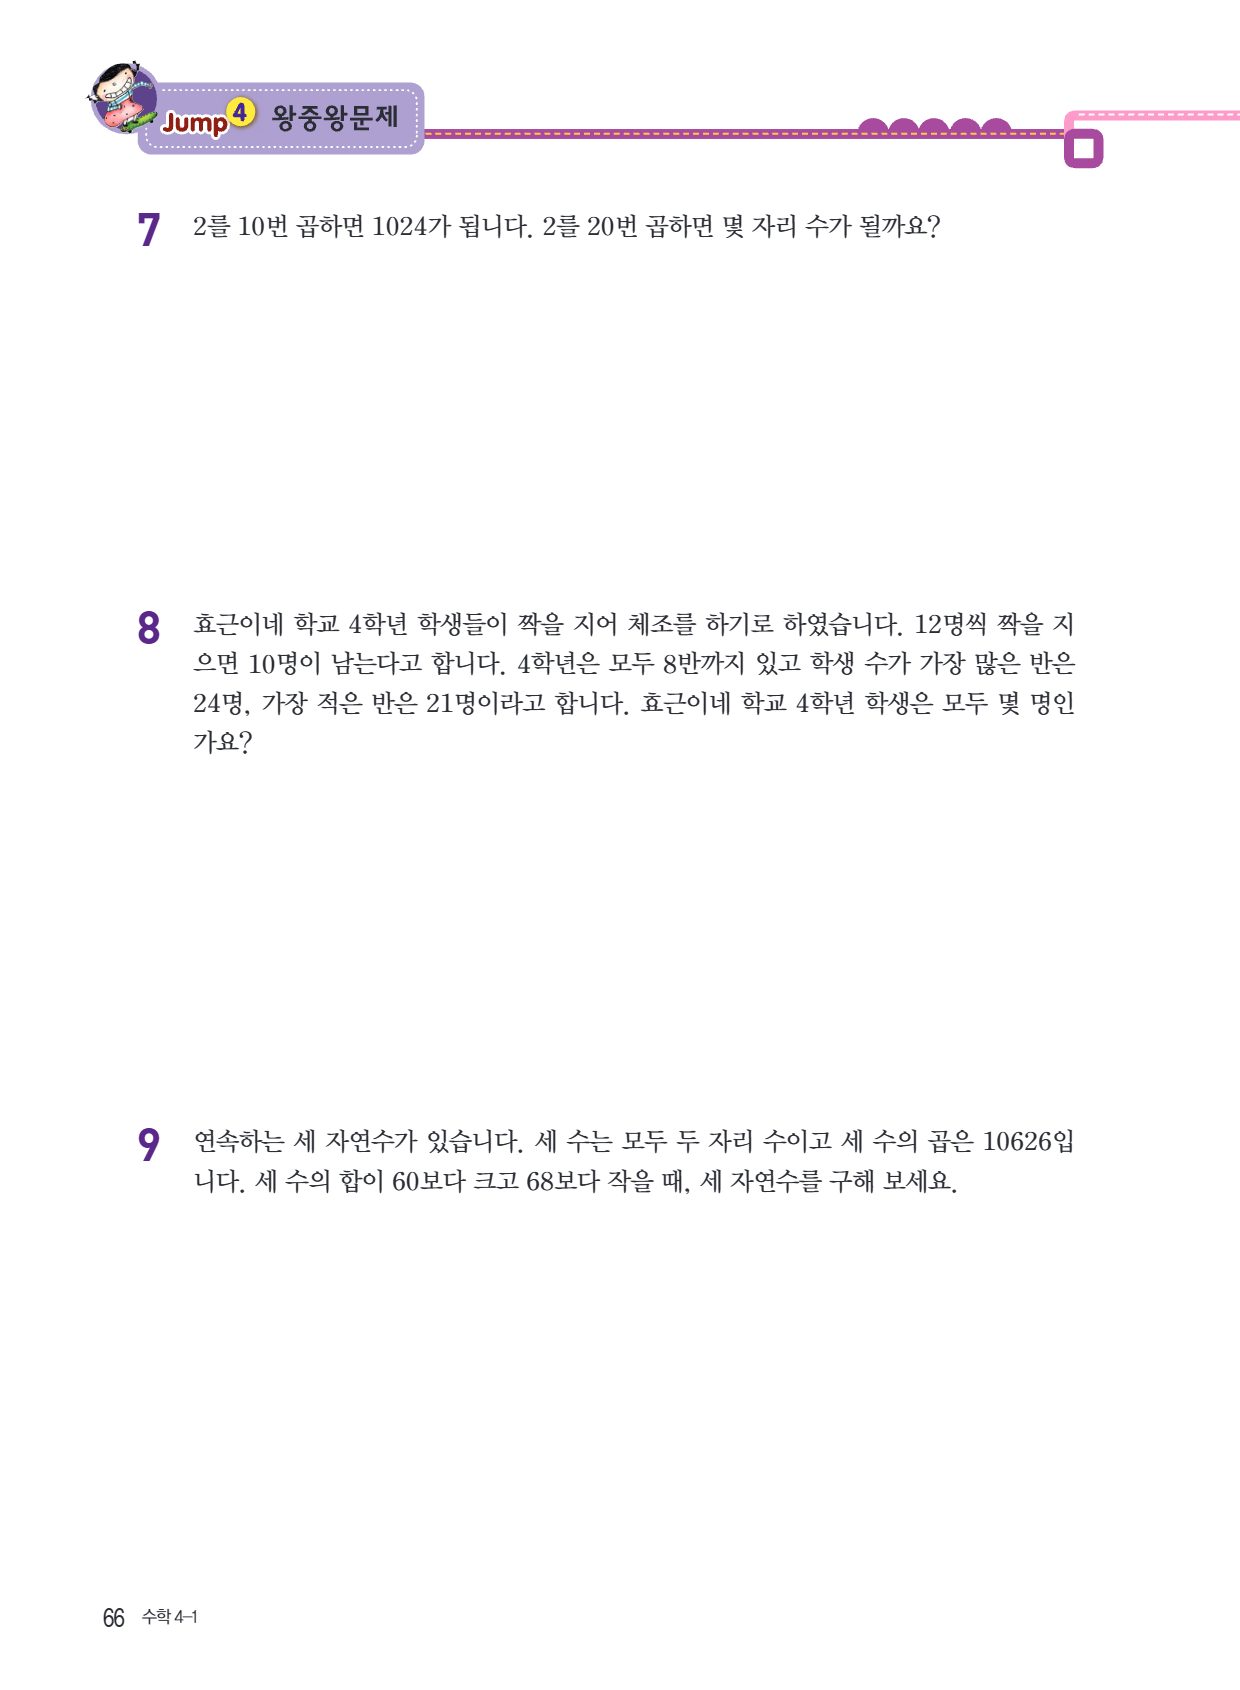 Jump 4 왕중왕문제
7 2를 10번 곱하면 1024가 됩니다. 2를 20번 곱하면 몇 자리 수가 될까요?
8 효근이네 학교 4학년 학생들이 짝을 지어 체조를 하기로 하였습니다. 12명씩 짝을 지
으면 10명이 남는다고 합니다. 4학년은 모두 8반까지 있고 학생 수가 가장 많은 반은
24명, 가장 적은 반은 21명이라고 합니다. 효근이네 학교 4학년 학생은 모두 몇 명인
가요?
9 연속하는 세 자연수가 있습니다. 세 수는 모두 두 자리 수이고 세 수의 곱은 10626입
니다. 세 수의 합이 60보다 크고 68보다 작을 때, 세 자연수를 구해 보세요.
66 수학 4-1